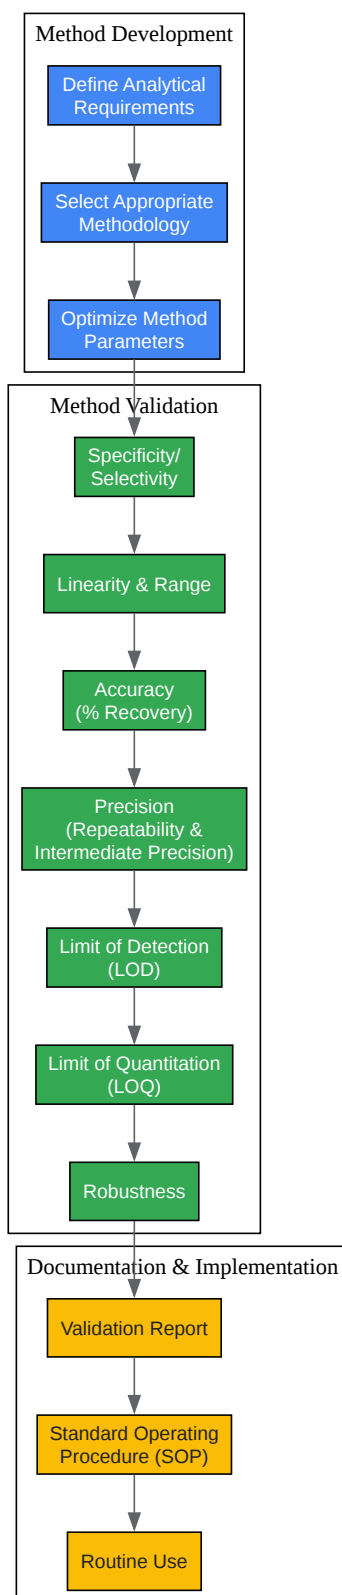 Method Development
Define Analytical
Requirements
Select Appropriate
Methodology
Optimize Method
Parameters
Method Validation
Specificity/
Selectivity
Linearity & Range
Accuracy
(% Recovery)
Precision
(Repeatability &
Intermediate Precision)
Limit of Detection
(LOD)
Limit of Quantitation
(LOQ)
Robustness
Documentation & Implementation
Validation Report
Standard Operating
Procedure (SOP)
Routine Use